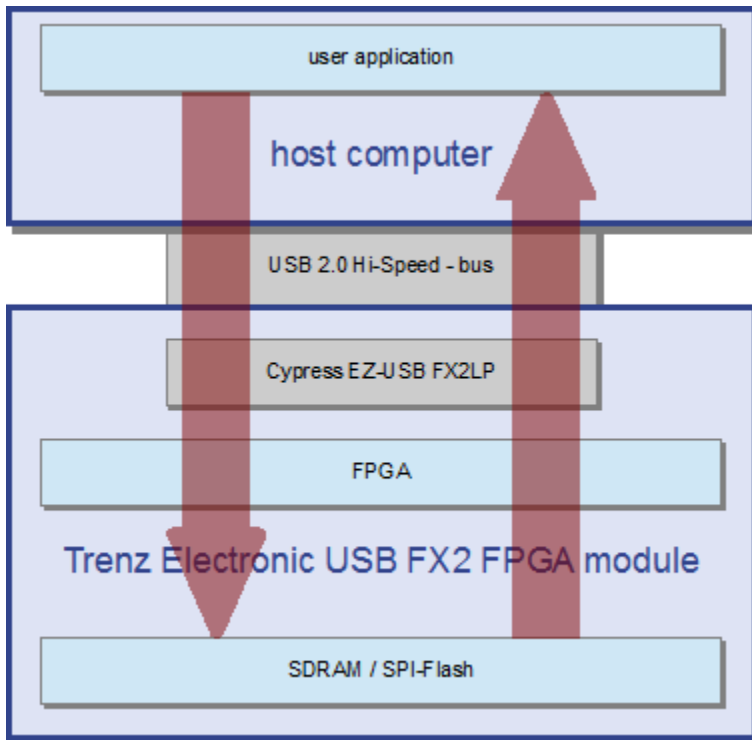 user application
host computer
USB 2.0 Hi-Speed - bus
Cypress EZ-USB FX2LP
FPGA
Trenz Electronic USB FX2 FPGA module
SDRAM / SPI-Flash